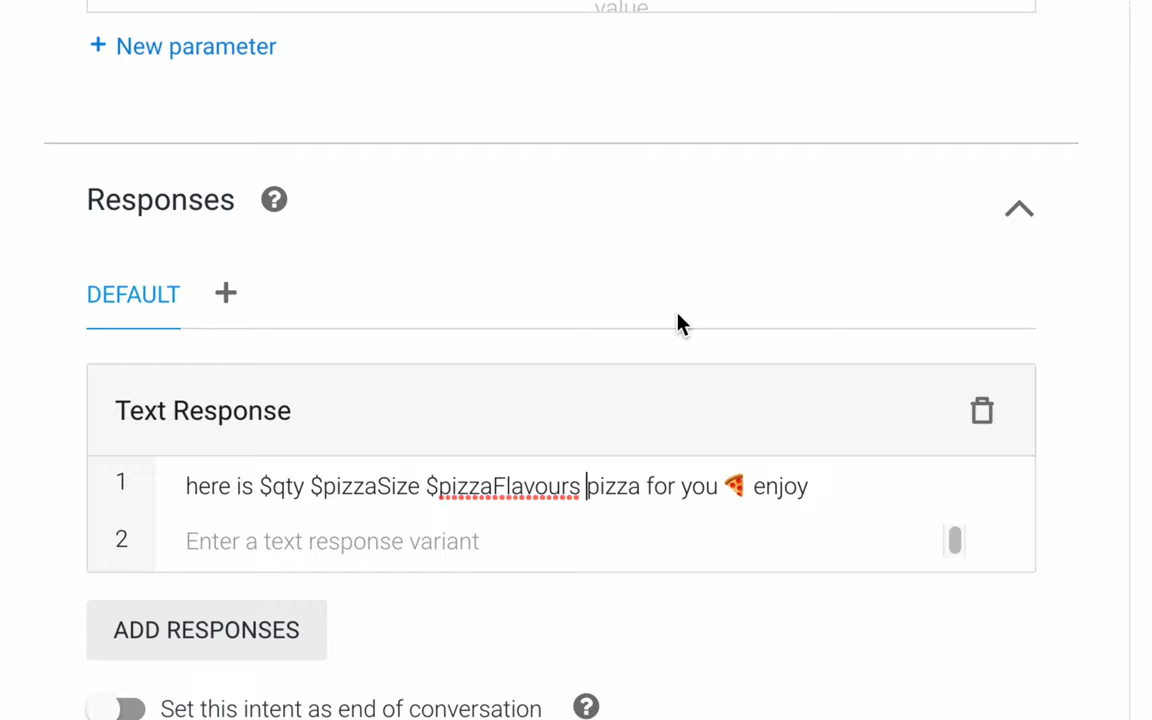 value
+ New parameter
Responses ?
DEFAULT +
Text Response
1 here is $qty $pizzaSize $pizzaFlavours pizza for you 🍕 enjoy
2 Enter a text response variant
ADD RESPONSES
Set this intent as end of conversation ?